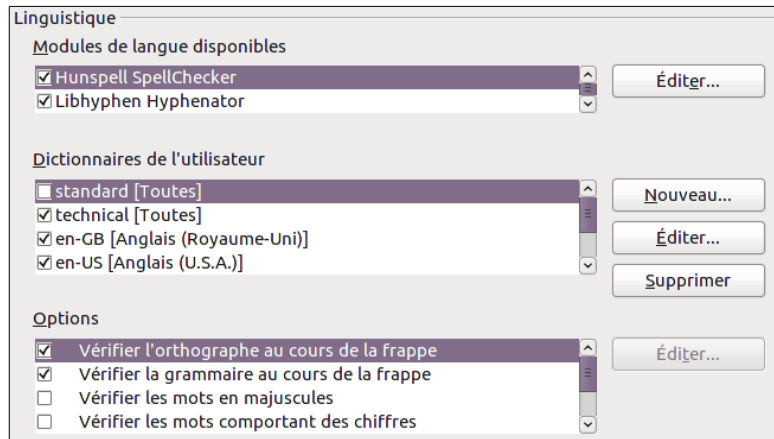 Linguistique
Modules de langue disponibles
Hunspell SpellChecker
Éditer...
Libhyphen Hyphenator
Dictionnaires de l'utilisateur
standard [Toutes]
Nouveau...
technical [Toutes]
en-GB [Anglais (Royaume-Uni)]
Éditer...
en-US [Anglais (U.S.A.)]
Supprimer
Options
Vérifier l'orthographe au cours de la frappe
Éditer...
Vérifier la grammaire au cours de la frappe
Vérifier les mots en majuscules
Vérifier les mots comportant des chiffres